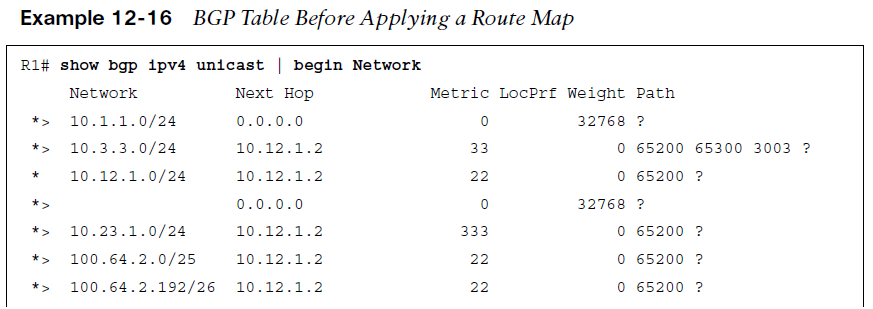 Example 12-16 BGP Table Before Applying a Route Map
R1# show bgp ipv4 unicast | begin Network
Network Next Hop Metric LocPrf Weight Path
*> 10.1.1.0/24 0.0.0.0 0 32768 ?
*> 10.3.3.0/24 10.12.1.2 33 0 65200 65300 3003 ?
* 10.12.1.0/24 10.12.1.2 22 0 65200 ?
*> 0.0.0.0 0 32768 ?
*> 10.23.1.0/24 10.12.1.2 333 0 65200 ?
*> 100.64.2.0/25 10.12.1.2 22 0 65200 ?
*> 100.64.2.192/26 10.12.1.2 22 0 65200 ?